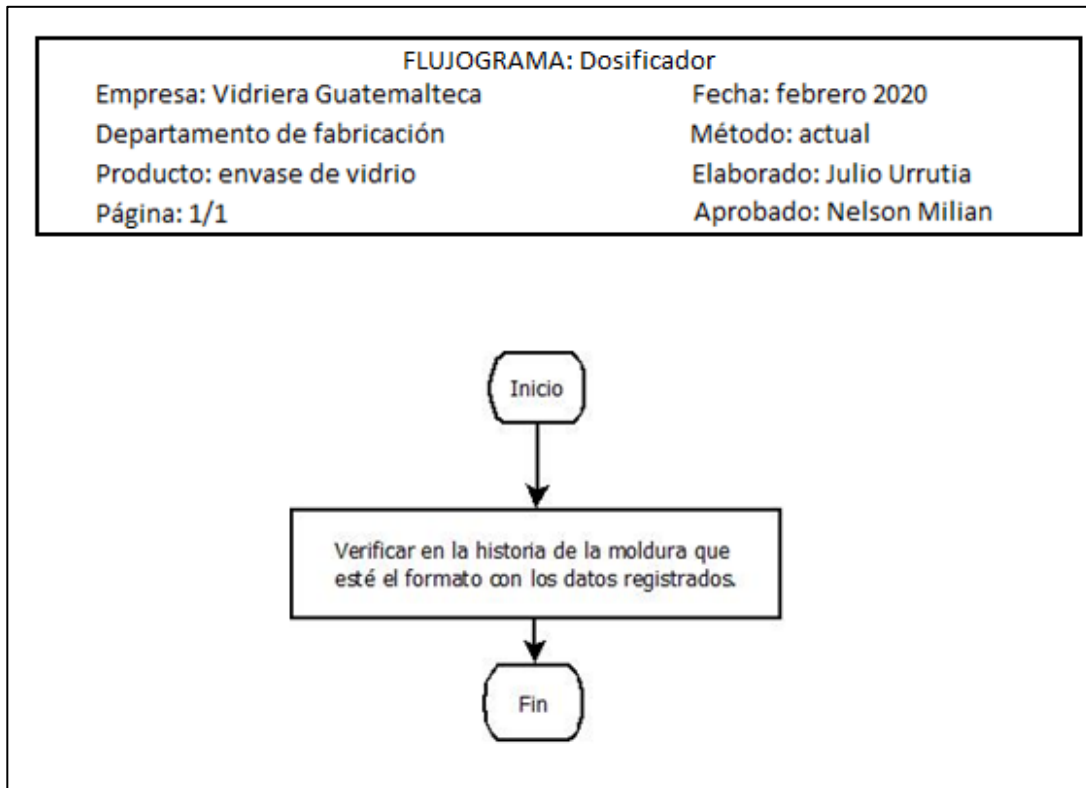 FLUJOGRAMA: Dosificador
Empresa: Vidriera Guatemalteca
Fecha: febrero 2020
Departamento de fabricación
Método: actual
Producto: envase de vidrio
Elaborado: Julio Urrutia
Página: 1/1
Aprobado: Nelson Milian
Inicio
Verificar en la historia de la moldura que
esté el formato con los datos registrados.
Fin